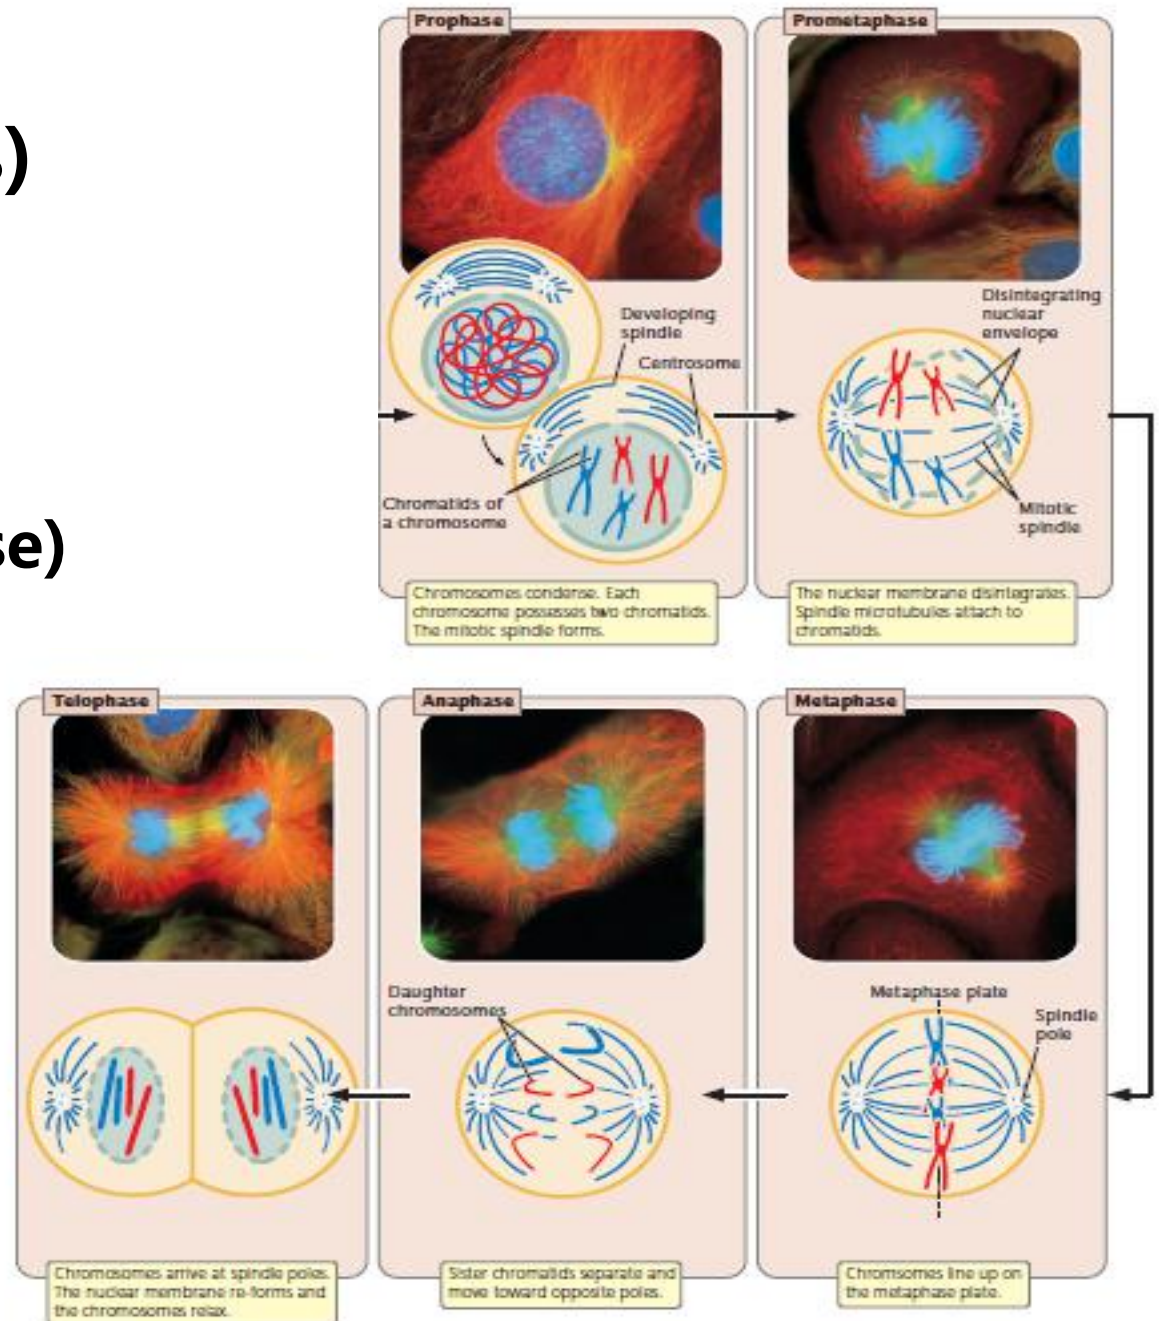 s)
se)
Prophase
Developing
spindle
Centrosome
Chromatids of
a chromosome
Chromosomes condense. Each
chromosome possesses two chromatids.
The mitotic spindle forms.
Prometaphase
Disintegrating
nuclear
envelope
Mitotic
spindle
The nuclear membrane disintegrates.
Spindle microtubules attach to
chromatids.
Telophase
Chromosomes arrive at spindle poles.
The nuclear membrane re-forms and
the chromosomes relax.
Anaphase
Daughter
chromosomes
Sister chromatids separate and
move toward opposite poles.
Metaphase
Metaphase plate
Spindle
pole
Chromsomes line up on
the metaphase plate.